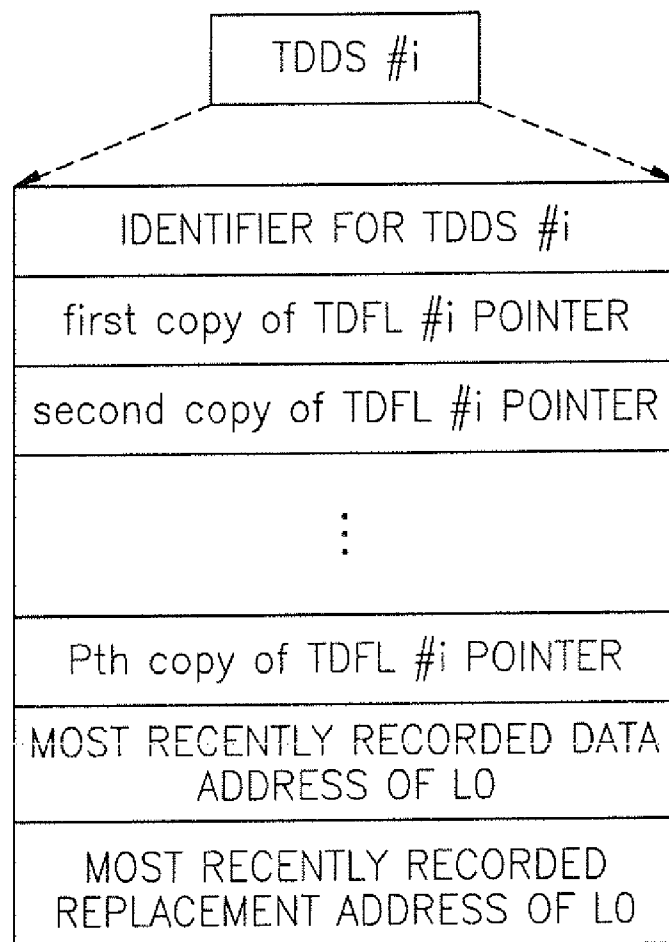 TDDS #i
IDENTIFIER FOR TDDS #i
first copy of TDFL #i POINTER
second copy of TDFL #i POINTER
⋮
Pth copy of TDFL #i POINTER
MOST RECENTLY RECORDED DATA
ADDRESS OF L0
MOST RECENTLY RECORDED
REPLACEMENT ADDRESS OF L0